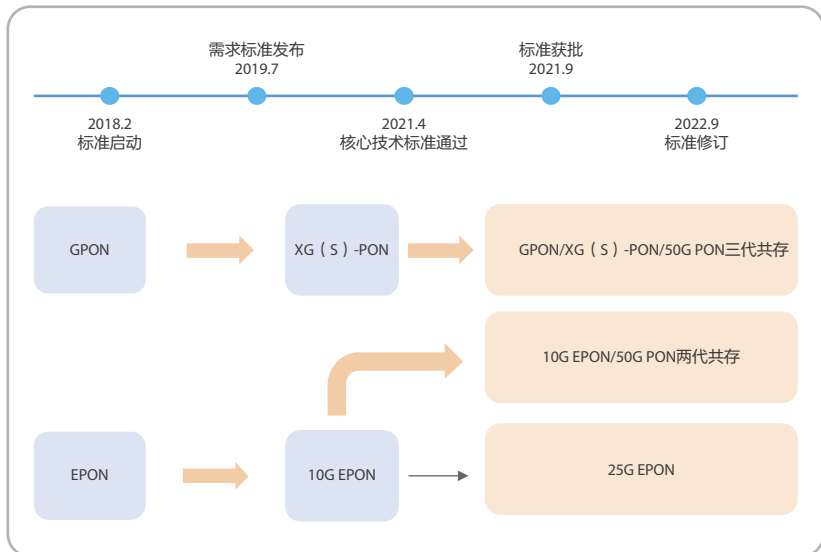 需求标准发布
2019.7
标准获批
2021.9
2018.2
标准启动
2021.4
核心技术标准通过
2022.9
标准修订
GPON
XG（S）-PON
GPON/XG（S）-PON/50G PON三代共存
10G EPON/50G PON两代共存
EPON
10G EPON
25G EPON